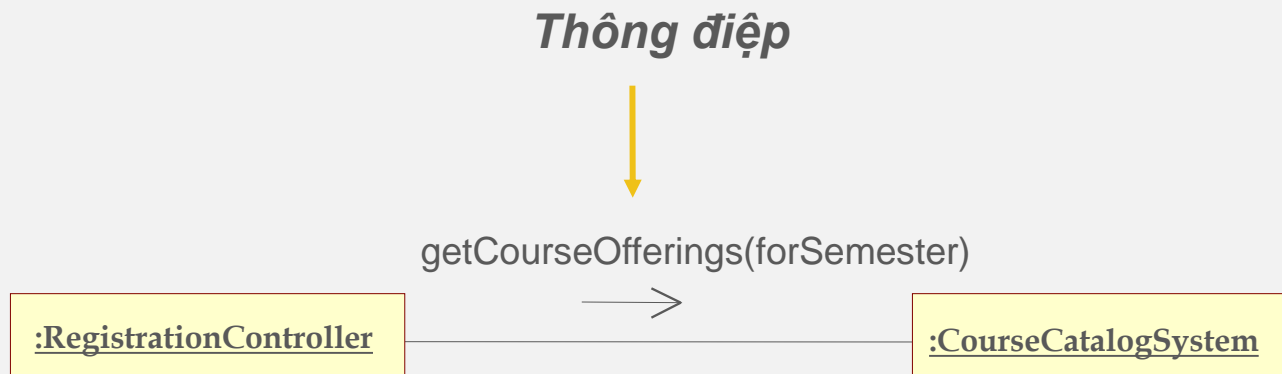 Thông điệp
getCourseOfferings(forSemester)
:RegistrationController
:CourseCatalogSystem